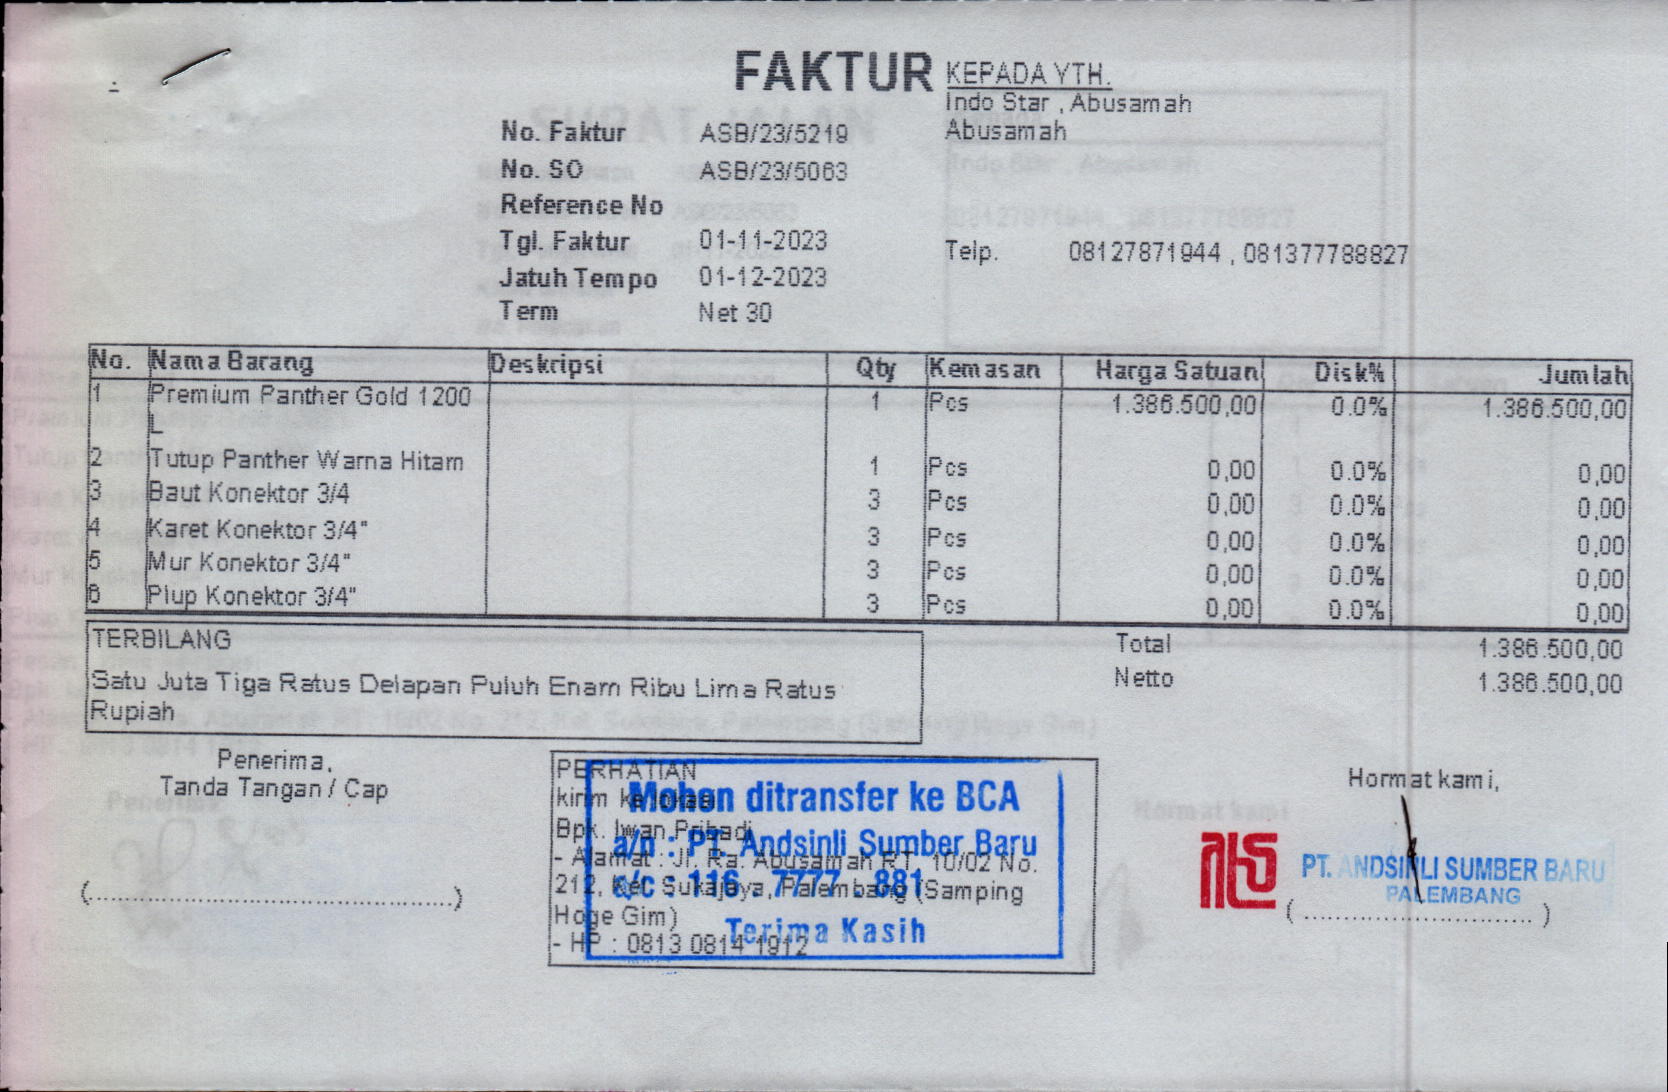 FAKTUR
KEPADA YTH.
Indo Star , Abusamah
Abusamah
No. Faktur ASB/23/5219
No. SO ASB/23/5063
Reference No
Tgl. Faktur 01-11-2023
Telp. 08127871944 , 081377788827
Jatuh Tempo 01-12-2023
Term Net 30
No. Nama Barang Deskripsi Qty Kemasan Harga Satuan Disk% Jumlah
1 Premium Panther Gold 1200 1 Pcs 1.386.500,00 0.0% 1.386.500,00
L
2 Tutup Panther Warna Hitam 1 Pcs 0,00 0.0% 0,00
3 Baut Konektor 3/4 3 Pcs 0,00 0.0% 0,00
4 Karet Konektor 3/4" 3 Pcs 0,00 0.0% 0,00
5 Mur Konektor 3/4" 3 Pcs 0,00 0.0% 0,00
6 Plup Konektor 3/4" 3 Pcs 0,00 0.0% 0,00
TERBILANG
Satu Juta Tiga Ratus Delapan Puluh Enam Ribu Lima Ratus
Rupiah
Total 1.386.500,00
Netto 1.386.500,00
Penerima,
Tanda Tangan / Cap
(.......................................)
PERHATIAN
kirim ke lokasi
Bpk. Iwan Pribadi
- Alamat : Jl. Ra. Abusamah RT. 10/02 No.
212, Kel. Sukajaya, Palembang (Samping
Hoge Gim)
- HP : 0813 0814 1912
Mohon ditransfer ke BCA
a/n : PT. Andsinli Sumber Baru
c/c : 116 . 7777 . 881
Terima Kasih
Hormat kami,
PT. ANDSINLI SUMBER BARU
PALEMBANG
( ............................ )